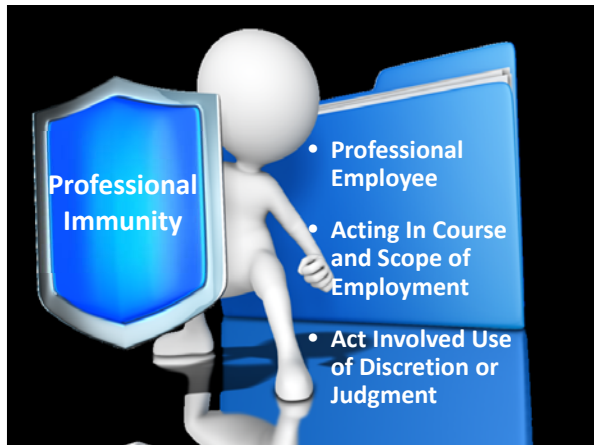 Professional
Immunity
• Professional
Employee
• Acting In Course
and Scope of
Employment
• Act Involved Use
of Discretion or
Judgment